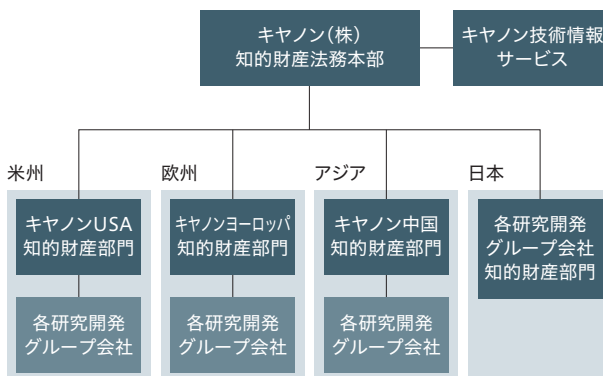 キヤノン(株)
知的財産法務本部
キヤノン技術情報
サービス
米州
欧州
アジア
日本
キヤノンUSA
知的財産部門
キヤノンヨーロッパ
知的財産部門
キヤノン中国
知的財産部門
各研究開発
グループ会社
知的財産部門
各研究開発
グループ会社
各研究開発
グループ会社
各研究開発
グループ会社